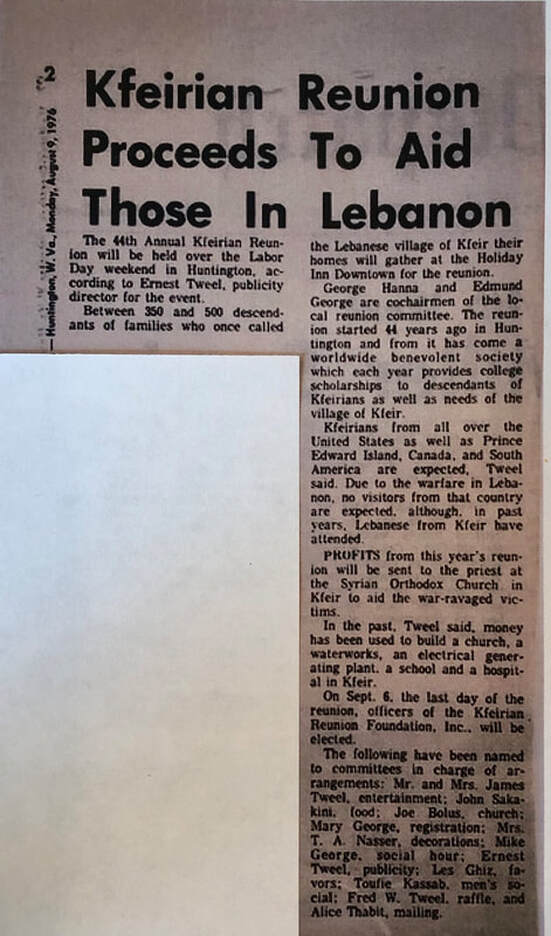 2
— Huntington, W. Va., Monday, August 9, 1976
Kfeirian Reunion
Proceeds To Aid
Those In Lebanon
The 44th Annual Kfeirian Reun-
ion will be held over the Labor
Day weekend in Huntington, ac-
cording to Ernest Tweel, publicity
director for the event.
Between 350 and 500 descend-
ants of families who once called
the Lebanese village of Kfeir their
homes will gather at the Holiday
Inn Downtown for the reunion.
George Hanna and Edmund
George are cochairmen of the lo-
cal reunion committee. The reun-
ion started 44 years ago in Hun-
tington and from it has come a
worldwide benevolent society
which each year provides college
scholarships to descendants of
Kfeirians as well as needs of the
village of Kfeir.
Kfeirians from all over the
United States as well as Prince
Edward Island, Canada, and South
America are expected, Tweel
said. Due to the warfare in Leba-
non, no visitors from that country
are expected, although, in past
years, Lebanese from Kfeir have
attended.
PROFITS from this year's reun-
ion will be sent to the priest at
the Syrian Orthodox Church in
Kfeir to aid the war-ravaged vic-
tims.
In the past, Tweel said, money
has been used to build a church, a
waterworks, an electrical gener-
ating plant, a school and a hospit-
al in Kfeir.
On Sept. 6, the last day of the
reunion, officers of the Kfeirian
Reunion Foundation, Inc., will be
elected.
The following have been named
to committees in charge of ar-
rangements: Mr. and Mrs. James
Tweel, entertainment; John Saka-
kini, food; Joe Bolus, church;
Mary George, registration; Mrs.
T. A. Nasser, decorations; Mike
George, social hour; Ernest
Tweel, publicity; Les Ghiz, fa-
vors; Toufie Kassab, men's so-
cial; Fred W. Tweel, raffle, and
Alice Thabit, mailing.